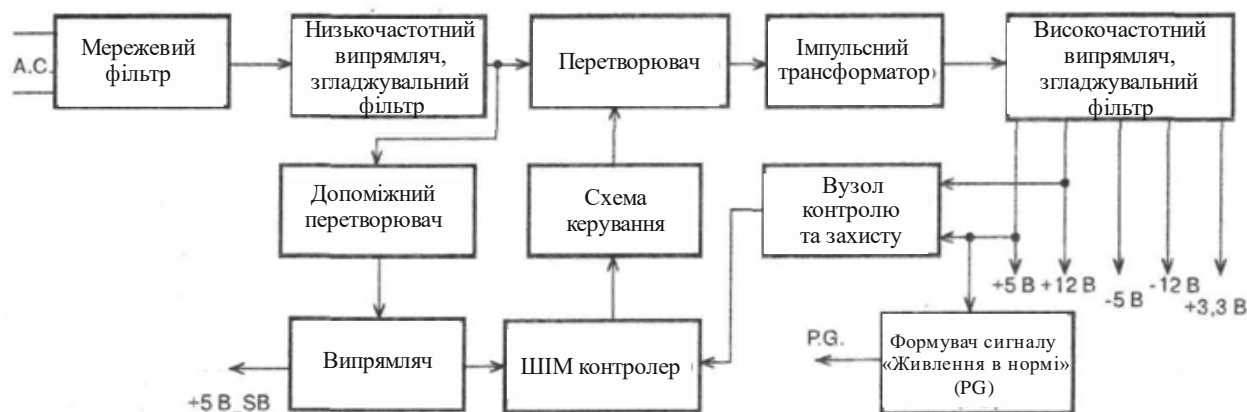 A.C.
Мережевий
фільтр
Низькочастотний
випрямляч,
згладжувальний
фільтр
Перетворювач
Імпульсний
трансформатор
Високочастотний
випрямляч,
згладжувальний
фільтр
Допоміжний
перетворювач
Схема
керування
Вузол
контролю
та захисту
+5 В
+12 В
-5 В
-12 В
+3,3 В
Випрямляч
+5 В_SB
ШІМ контролер
P.G.
Формувач сигналу
«Живлення в нормі»
(PG)